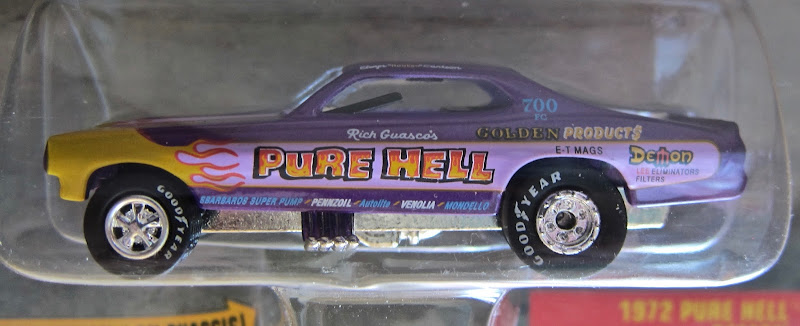 700
FC
Rich Guasco's
GOLDEN PRODUCTS
PURE HELL
E-T MAGS
Demon
LEE ELIMINATORS
FILTERS
BARBAROS SUPER PUMP PENNZOIL Autolite VENOLIA MONDELLO
GOODYEAR
GOODYEAR
1972 PURE HELL